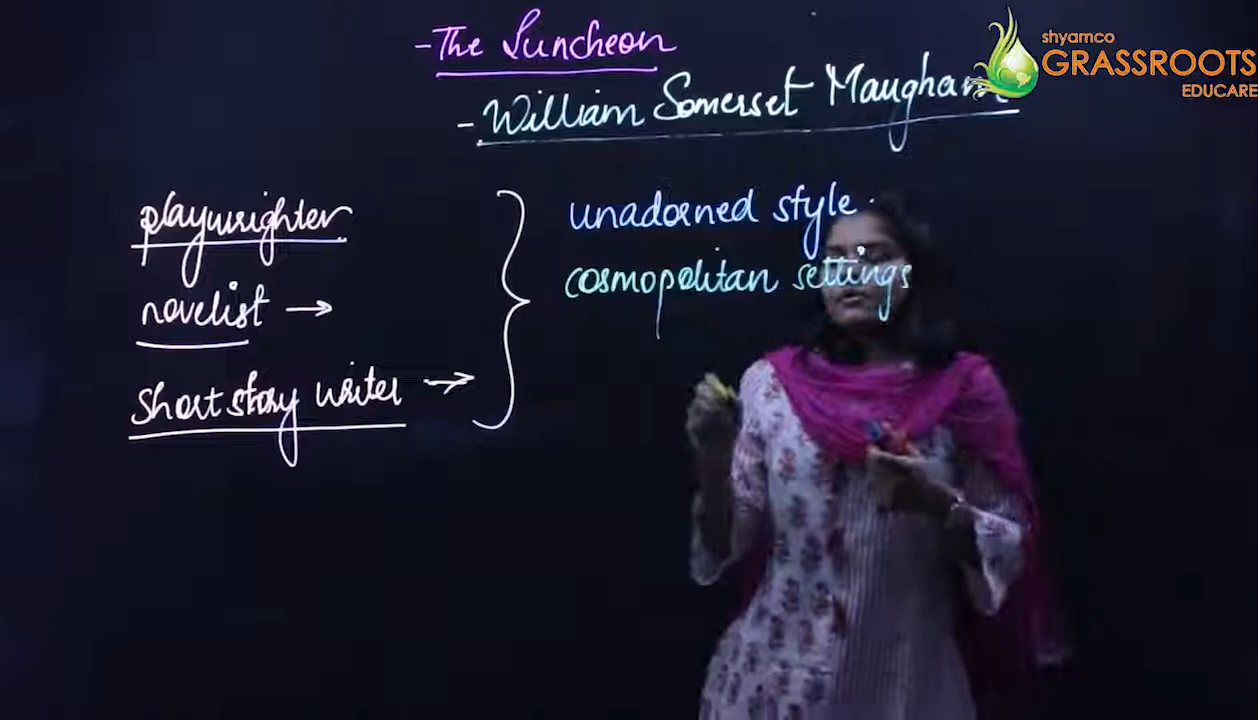 - The Luncheon
- William Somerset Maugham
shyamco
GRASSROOTS
EDUCARE
playwrighter
novelist →
short story writer →
unadorned style.
cosmopolitan settings